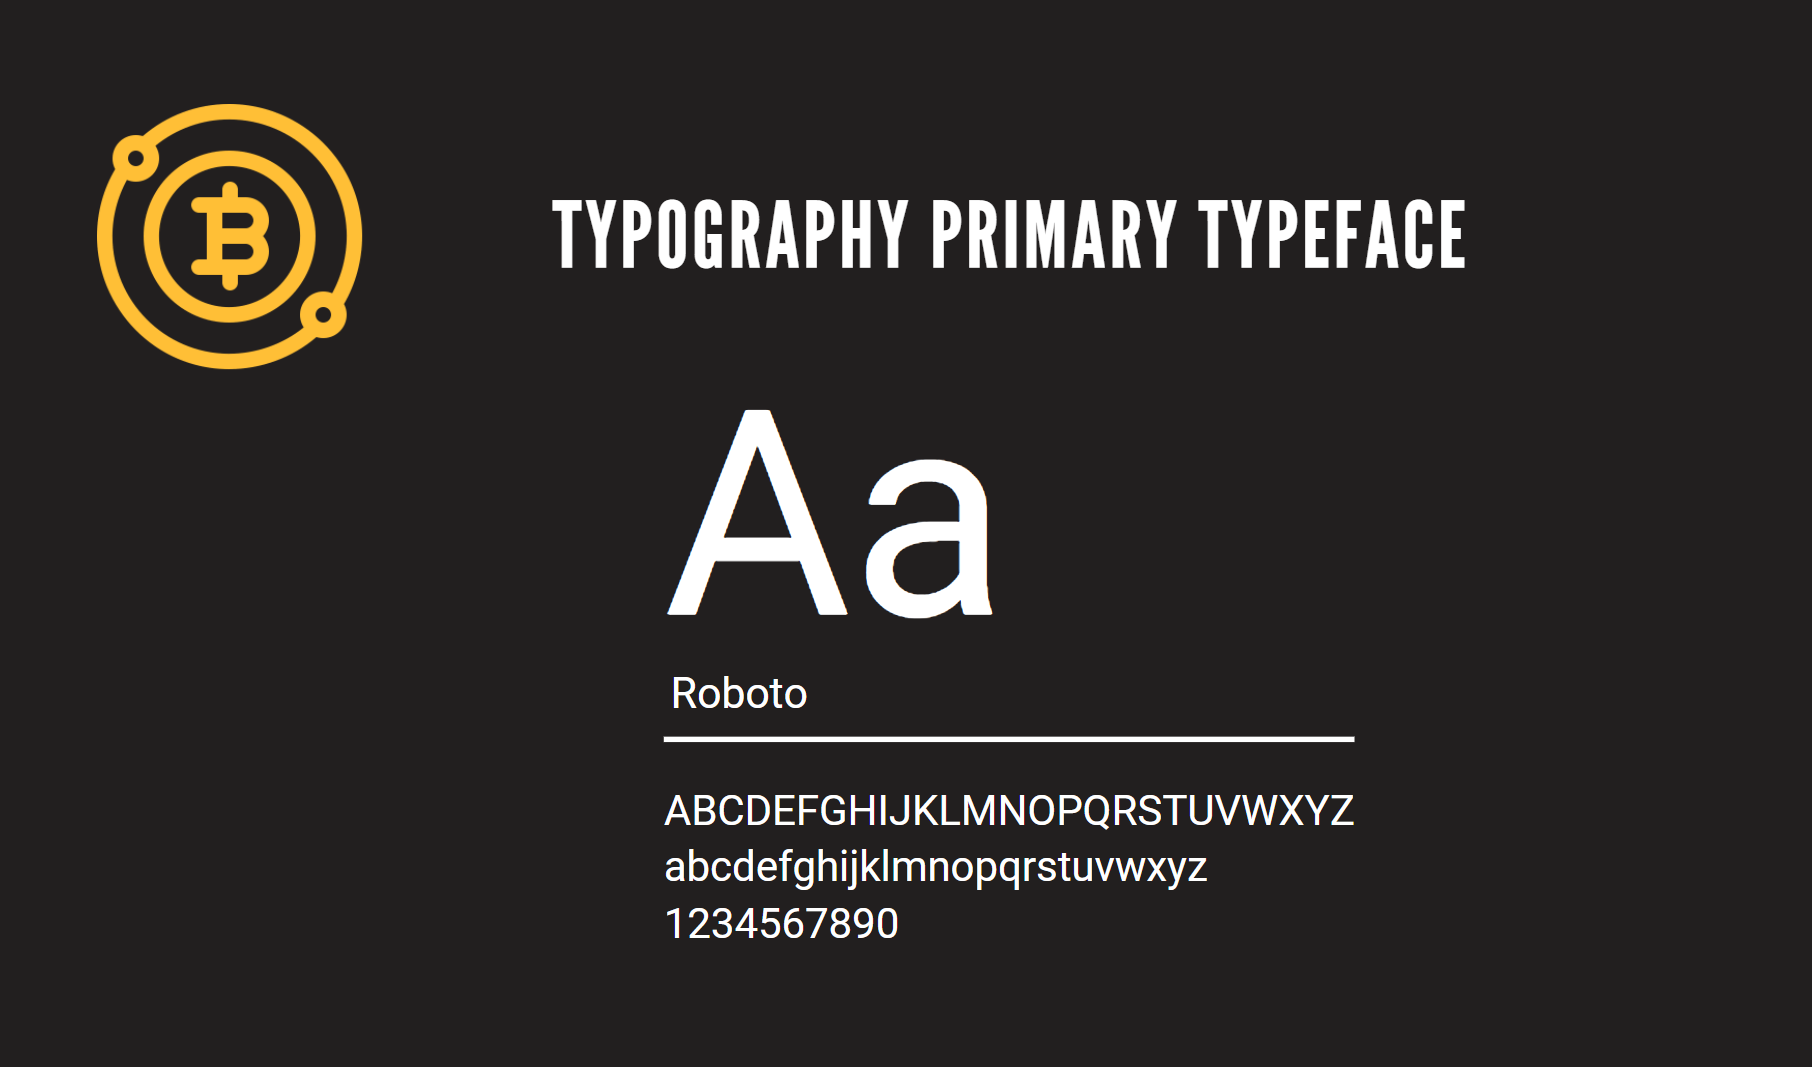 TYPOGRAPHY PRIMARY TYPEFACE
Aa
Roboto
ABCDEFGHIJKLMNOPQRSTUVWXYZ
abcdefghijklmnopqrstuvwxyz
1234567890